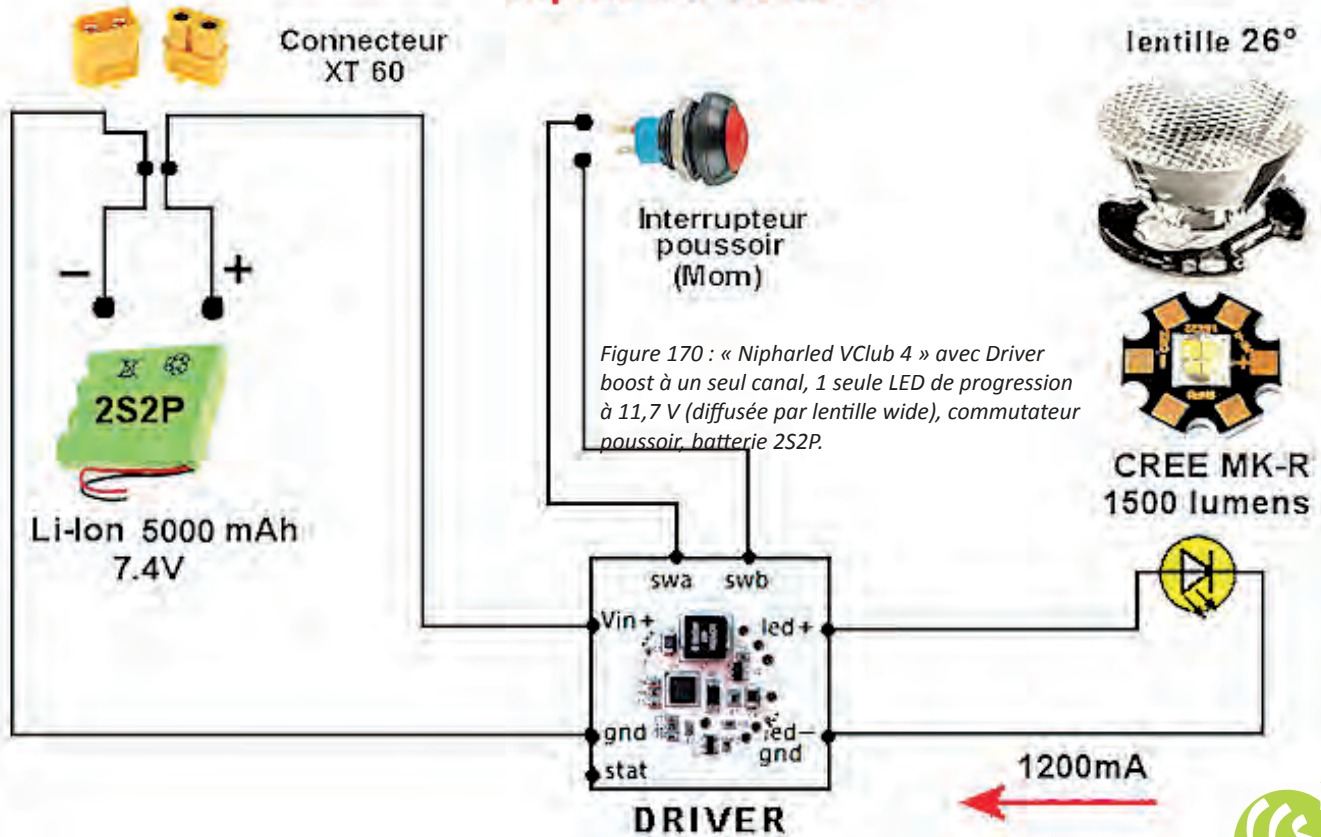 Connecteur
XT 60
lentille 26°
Interrupteur
poussoir
(Mom)
– +
2S2P
Li-Ion 5000 mAh
7.4V
Figure 170 : « Nipharled VClub 4 » avec Driver
boost à un seul canal, 1 seule LED de progression
à 11,7 V (diffusée par lentille wide), commutateur
poussoir, batterie 2S2P.
CREE MK-R
1500 lumens
swa swb
Vin+ led+
gnd led–
gnd
stat
1200mA
DRIVER